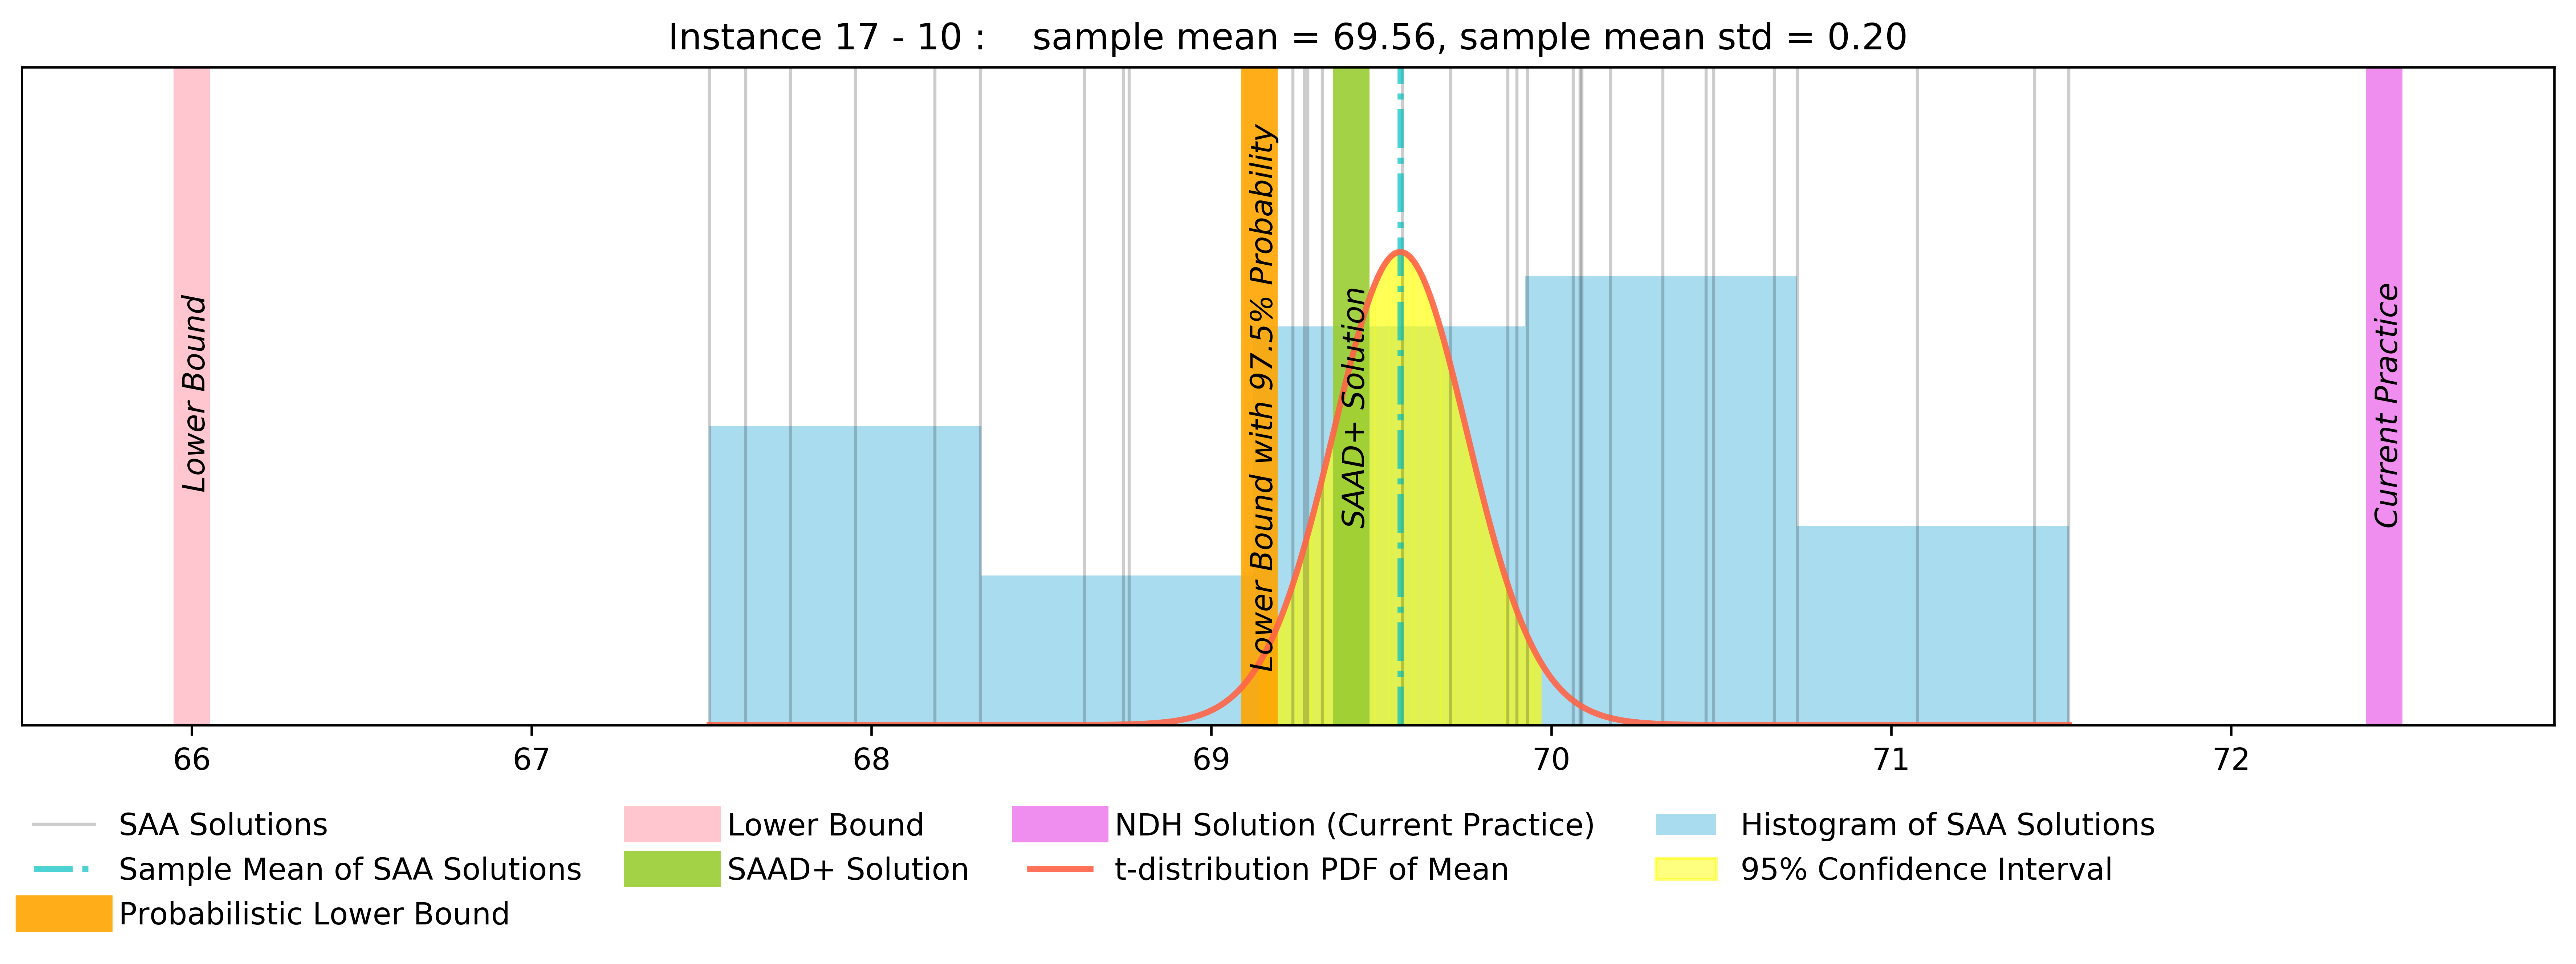 Instance 17 - 10 :    sample mean = 69.56, sample mean std = 0.20
Lower Bound
Lower Bound with 97.5% Probability
SAAD+ Solution
Current Practice
66 67 68 69 70 71 72
SAA Solutions
Sample Mean of SAA Solutions
Probabilistic Lower Bound
Lower Bound
SAAD+ Solution
NDH Solution (Current Practice)
t-distribution PDF of Mean
Histogram of SAA Solutions
95% Confidence Interval